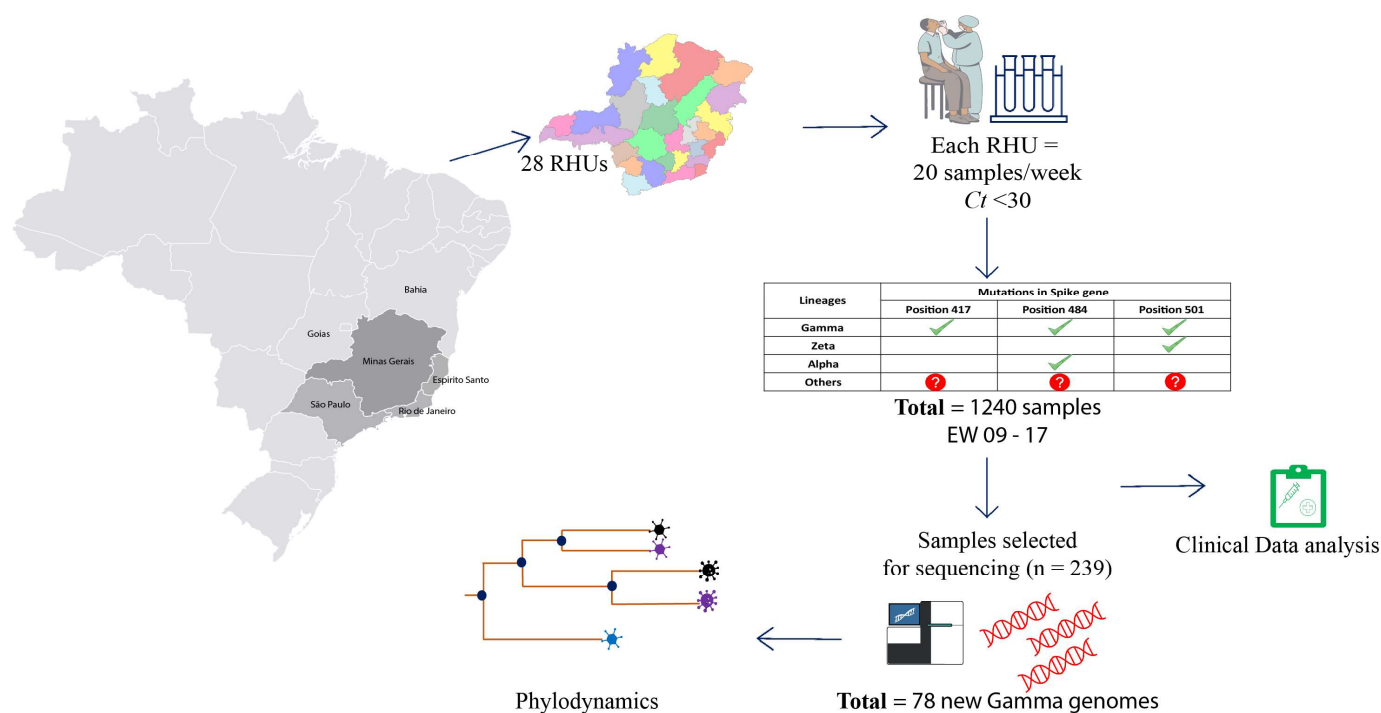 28 RHUs
Each RHU =
20 samples/week
Ct <30
Bahia
Goias
Minas Gerais
Espirito Santo
São Paulo
Rio de Janeiro
Lineages
Mutations in Spike gene
Position 417 Position 484 Position 501
Gamma
Zeta
Alpha
Others ? ? ?
Total = 1240 samples
EW 09 - 17
Samples selected
for sequencing (n = 239)
Clinical Data analysis
Phylodynamics
Total = 78 new Gamma genomes